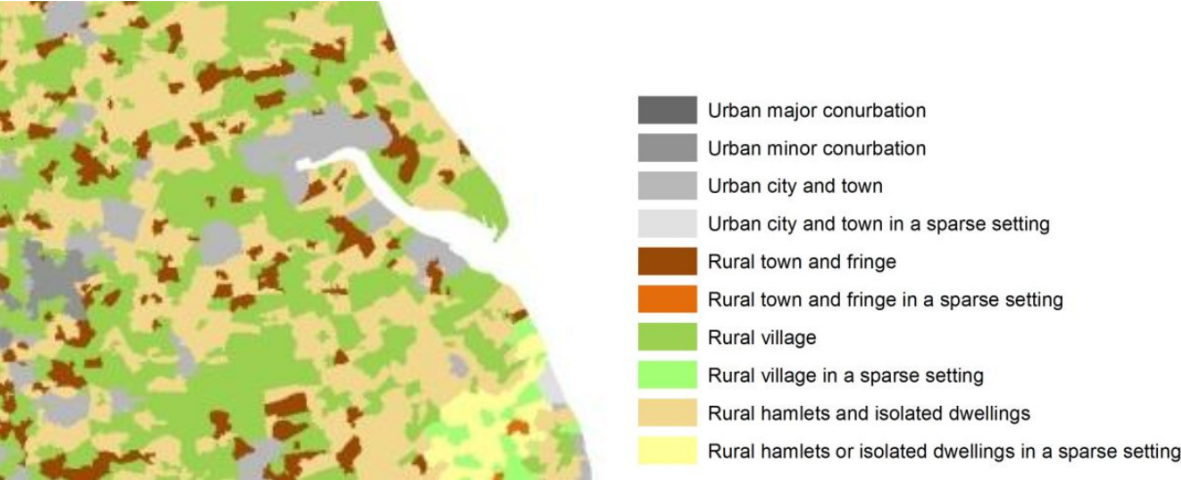 Urban major conurbation
Urban minor conurbation
Urban city and town
Urban city and town in a sparse setting
Rural town and fringe
Rural town and fringe in a sparse setting
Rural village
Rural village in a sparse setting
Rural hamlets and isolated dwellings
Rural hamlets or isolated dwellings in a sparse setting